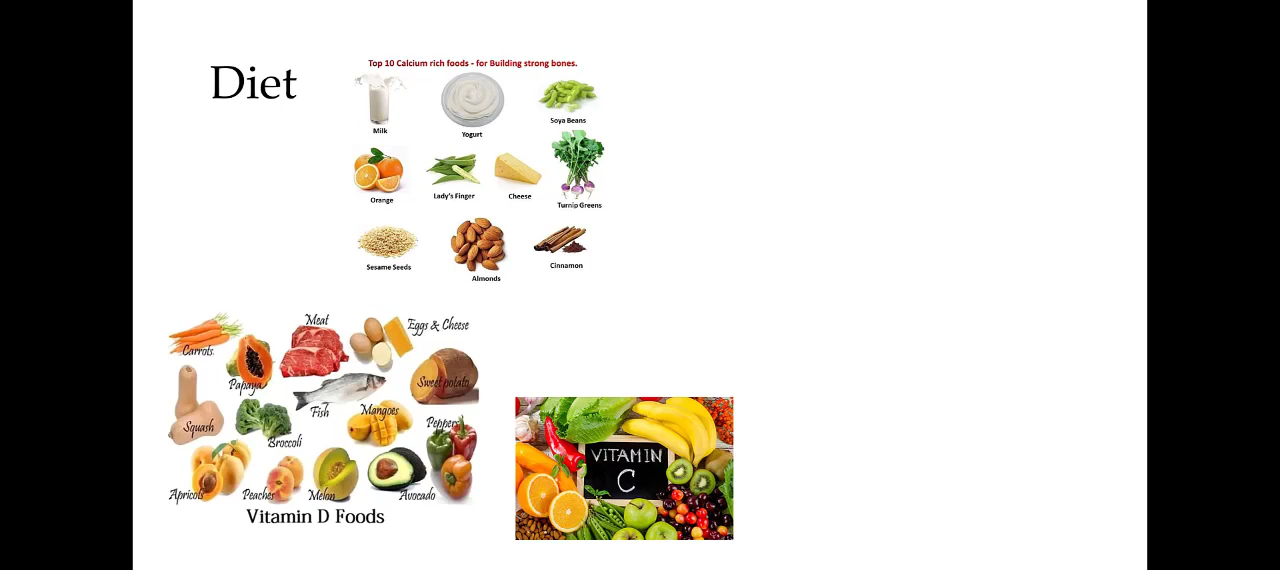 Diet
Top 10 Calcium rich foods - for Building strong bones.
Milk
Yogurt
Soya Beans
Orange
Lady's Finger
Cheese
Turnip Greens
Sesame Seeds
Almonds
Cinnamon
Carrots
Papaya
Meat
Eggs & Cheese
Squash
Broccoli
Fish
Mangoes
Sweet potato
Peppers
Apricots
Peaches
Melon
Avocado
Vitamin D Foods
VITAMIN
C